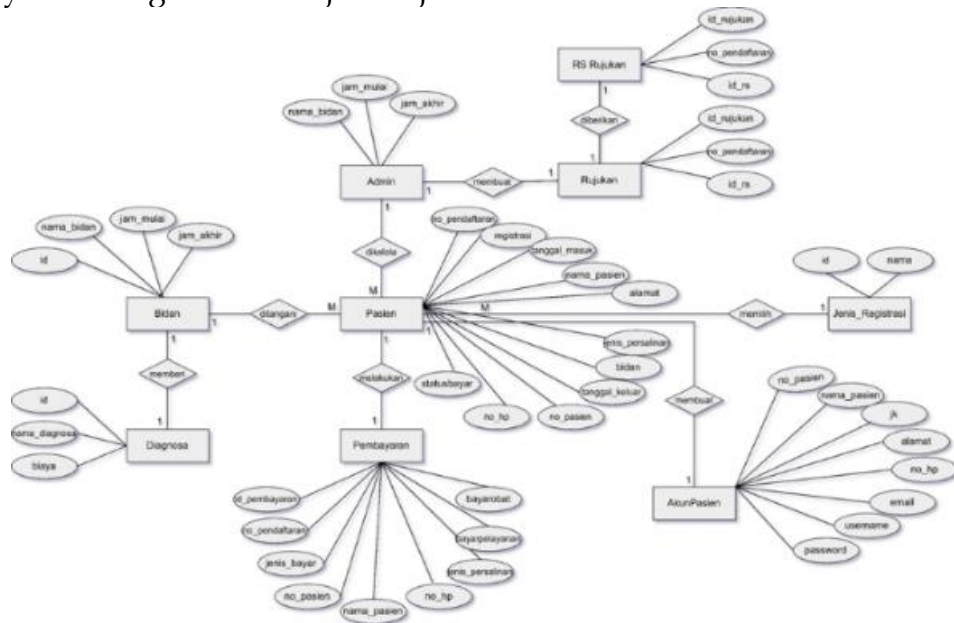 id_rujukan
RS Rujukan
no_pendaftaran
id_rs
jam_mulai
jam_akhir
nama_bidan
1
diberikan
id_rujukan
no_pendaftaran
1
Admin
1
membuat
1
Rujukan
id_rs
1
jam_mulai
nama_bidan
jam_akhir
id
dikelola
no_pendaftaran
registrasi
tanggal_masuk
nama_pasien
alamat
id
nama
M
Bidan
1
ditangani
M
Pasien
M
memilih
1
Jenis_Registrasi
1
1
1
jenis_persalinan
bidan
tanggal_keluar
no_pasien
no_hp
statusbayar
memberi
melakukan
membuat
no_pasien
nama_pasien
jk
alamat
no_hp
email
username
password
1
AkunPasien
id
nama_diagnosa
biaya
1
Diagnosa
1
Pembayaran
id_pembayaran
no_pendaftaran
jenis_bayar
no_pasien
nama_pasien
no_hp
jenis_persalinan
bayarpelayanan
bayarobat